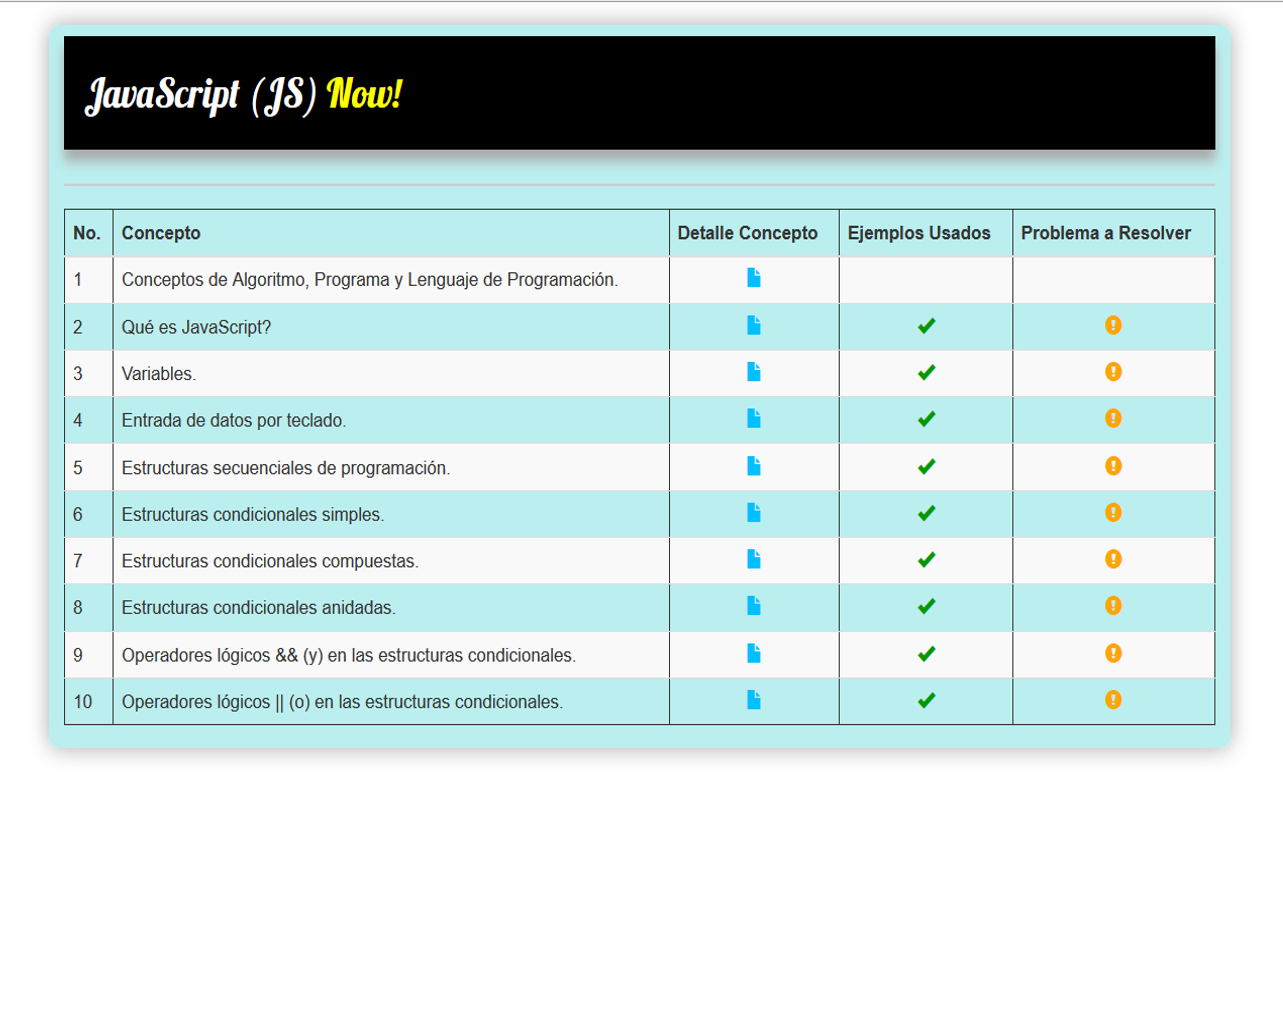 JavaScript (JS) Now!
No. Concepto Detalle Concepto Ejemplos Usados Problema a Resolver
1 Conceptos de Algoritmo, Programa y Lenguaje de Programación.
2 Qué es JavaScript?
3 Variables.
4 Entrada de datos por teclado.
5 Estructuras secuenciales de programación.
6 Estructuras condicionales simples.
7 Estructuras condicionales compuestas.
8 Estructuras condicionales anidadas.
9 Operadores lógicos && (y) en las estructuras condicionales.
10 Operadores lógicos || (o) en las estructuras condicionales.